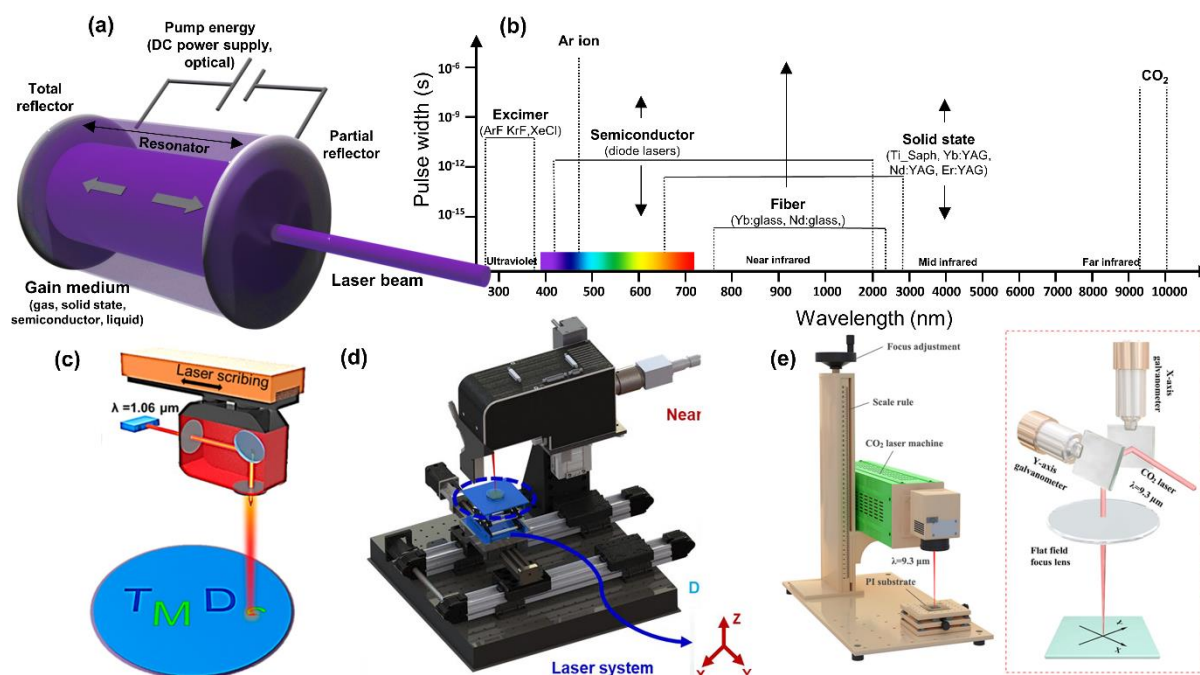 (a)
Pump energy
(DC power supply,
optical)
Total
reflector
Resonator
Partial
reflector
Laser beam
Gain medium
(gas, solid state,
semiconductor, liquid)
(b)
Pulse width (s)
10-6
10-9
10-12
10-15
Ar ion
CO2
Excimer
(ArF KrF,XeCl)
Semiconductor
(diode lasers)
Solid state
(Ti_Saph, Yb:YAG,
Nd:YAG, Er:YAG)
Fiber
(Yb:glass, Nd:glass,)
Ultraviolet
Near infrared
Mid infrared
Far infrared
300 400 500 600 700 800 900 1000 2000 3000 4000 5000 6000 7000 8000 9000 10000
Wavelength (nm)
(c)
Laser scribing
λ =1.06 μm
T M D C
(d)
Near
D
Laser system
Z
X
Y
(e)
Focus adjustment
Scale rule
CO2 laser machine
λ=9.3 μm
PI substrate
X-axis
galvanometer
Y-axis
galvanometer
CO2 laser
λ=9.3 μm
Flat field
focus lens
Y
X